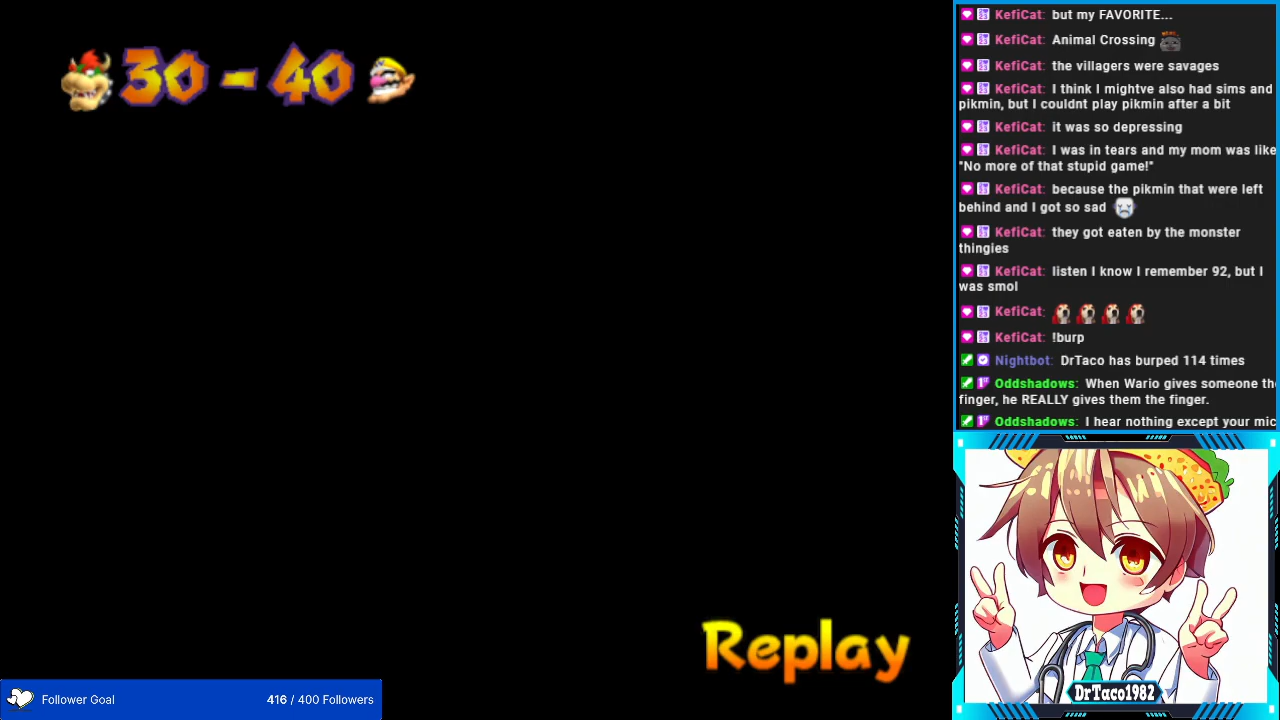 30 - 40
Replay
Follower Goal
416 / 400 Followers
KefiCat: but my FAVORITE...
KefiCat: Animal Crossing
KefiCat: the villagers were savages
KefiCat: I think I mightve also had sims and
pikmin, but I couldnt play pikmin after a bit
KefiCat: it was so depressing
KefiCat: I was in tears and my mom was like
"No more of that stupid game!"
KefiCat: because the pikmin that were left
behind and I got so sad
KefiCat: they got eaten by the monster
thingies
KefiCat: listen I know I remember 92, but I
was smol
KefiCat:
KefiCat: !burp
Nightbot: DrTaco has burped 114 times
Oddshadows: When Wario gives someone the
finger, he REALLY gives them the finger.
Oddshadows: I hear nothing except your mic
DrTaco1982